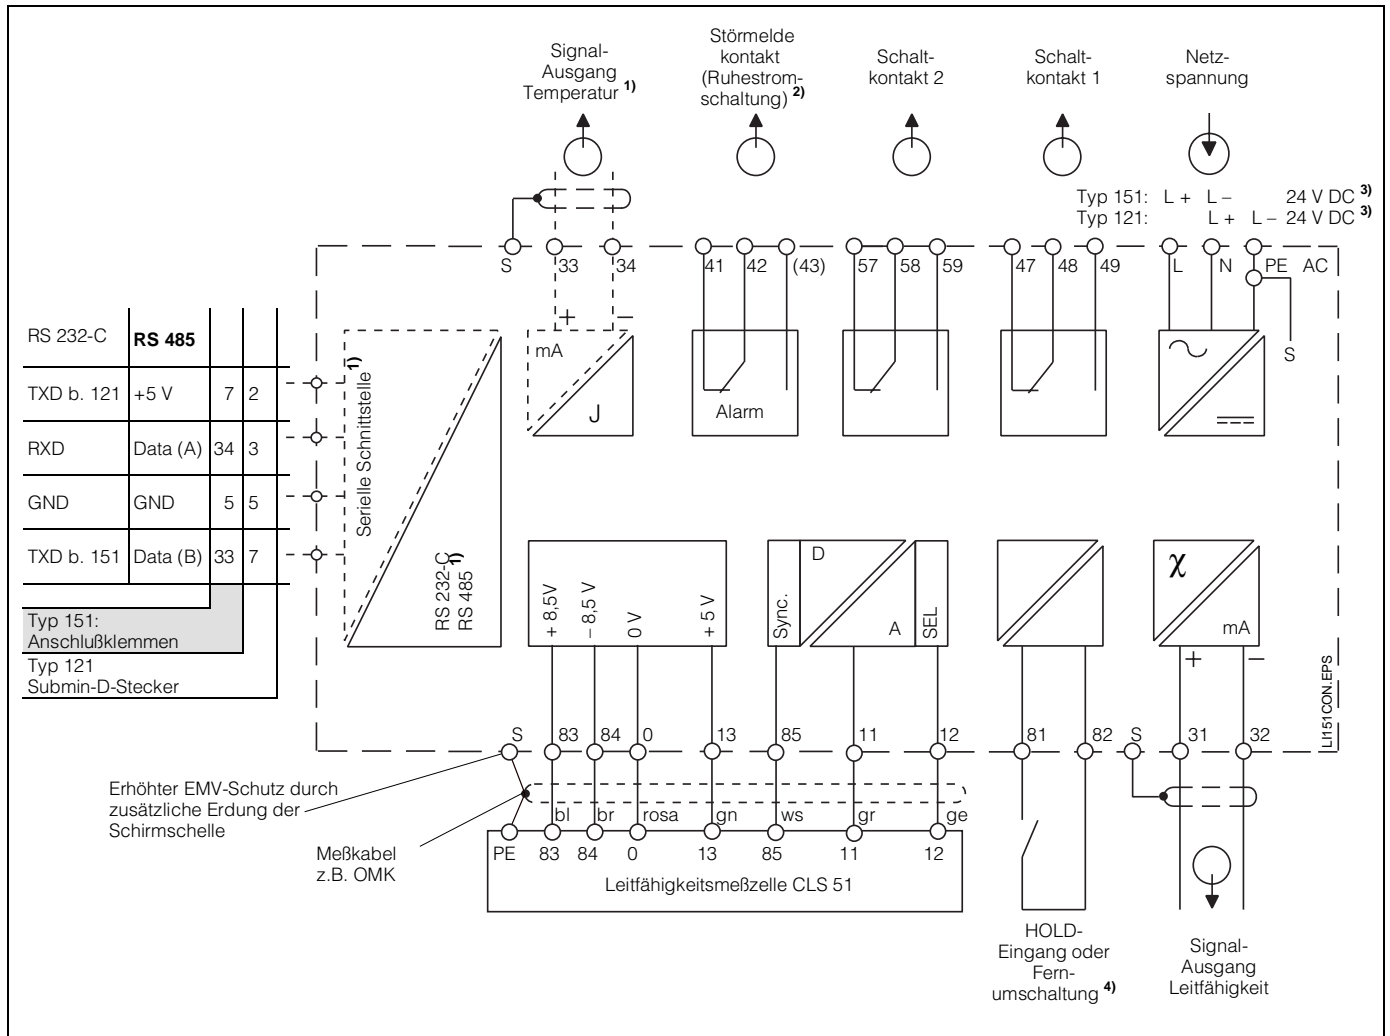 Signal-
Ausgang
Temperatur 1)
Störmelde
kontakt
(Ruhestrom-
schaltung) 2)
Schalt-
kontakt 2
Schalt-
kontakt 1
Netz-
spannung
Typ 151: L + L – 24 V DC 3)
Typ 121: L + L – 24 V DC 3)
S 33 34 41 42 (43) 57 58 59 47 48 49 L N PE AC
S
+ –
mA
J
Alarm
RS 232-C RS 485
TXD b. 121 +5 V 7 2
RXD Data (A) 34 3
GND GND 5 5
TXD b. 151 Data (B) 33 7
Typ 151:
Anschlußklemmen
Typ 121
Submin-D-Stecker
Serielle Schnittstelle 1)
RS 232-C 1)
RS 485
+ 8,5V
– 8,5 V
0 V
+ 5 V
Sync.
D
A
SEL
χ
mA
+ –
LI151CON.EPS
S 83 84 0 13 85 11 12 81 82 S 31 32
Erhöhter EMV-Schutz durch
zusätzliche Erdung der
Schirmschelle
Meßkabel
z.B. OMK
bl br rosa gn ws gr ge
PE 83 84 0 13 85 11 12
Leitfähigkeitsmeßzelle CLS 51
HOLD-
Eingang oder
Fern-
umschaltung 4)
Signal-
Ausgang
Leitfähigkeit